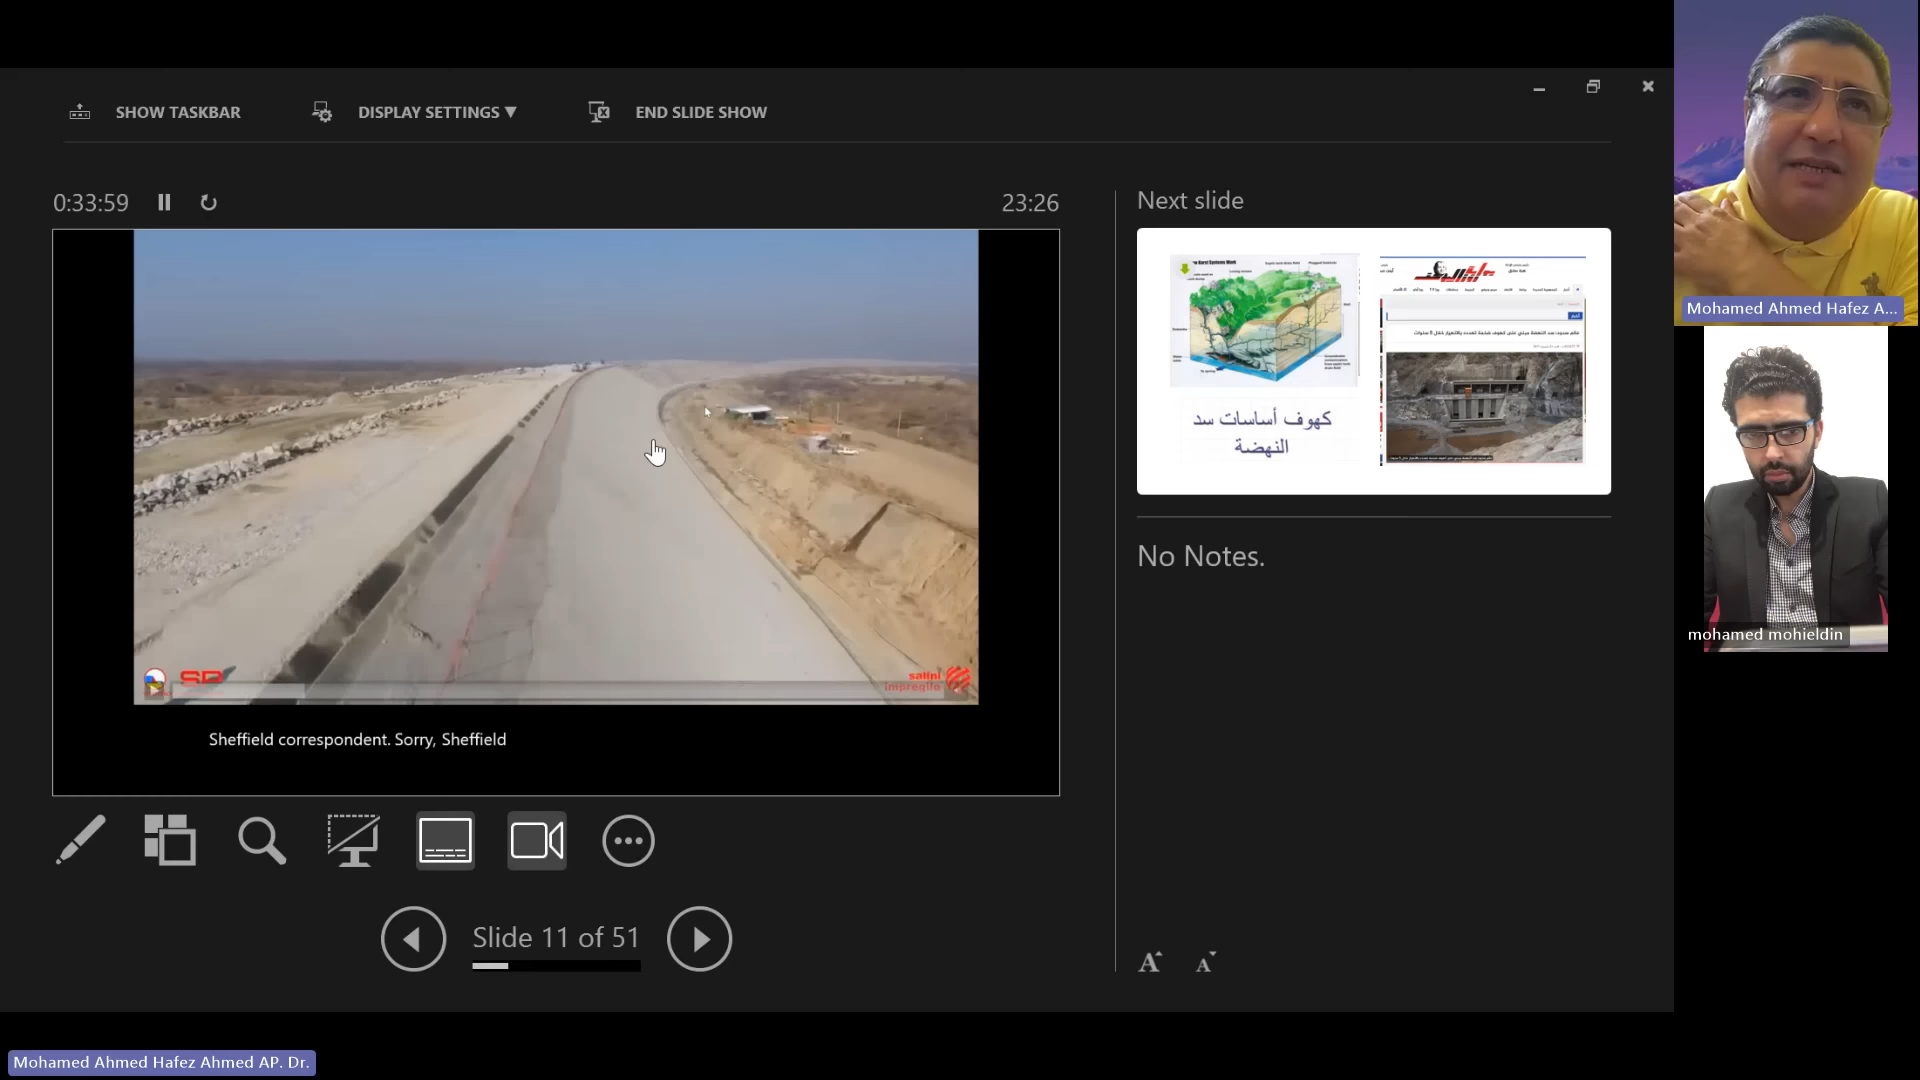 SHOW TASKBAR
DISPLAY SETTINGS ▼
END SLIDE SHOW
0:33:59
23:26
Next slide
كهوف أساسات سد
النهضة
Sheffield correspondent. Sorry, Sheffield
salini
impregilo
No Notes.
Slide 11 of 51
Mohamed Ahmed Hafez A...
mohamed mohieldin
Mohamed Ahmed Hafez Ahmed AP. Dr.